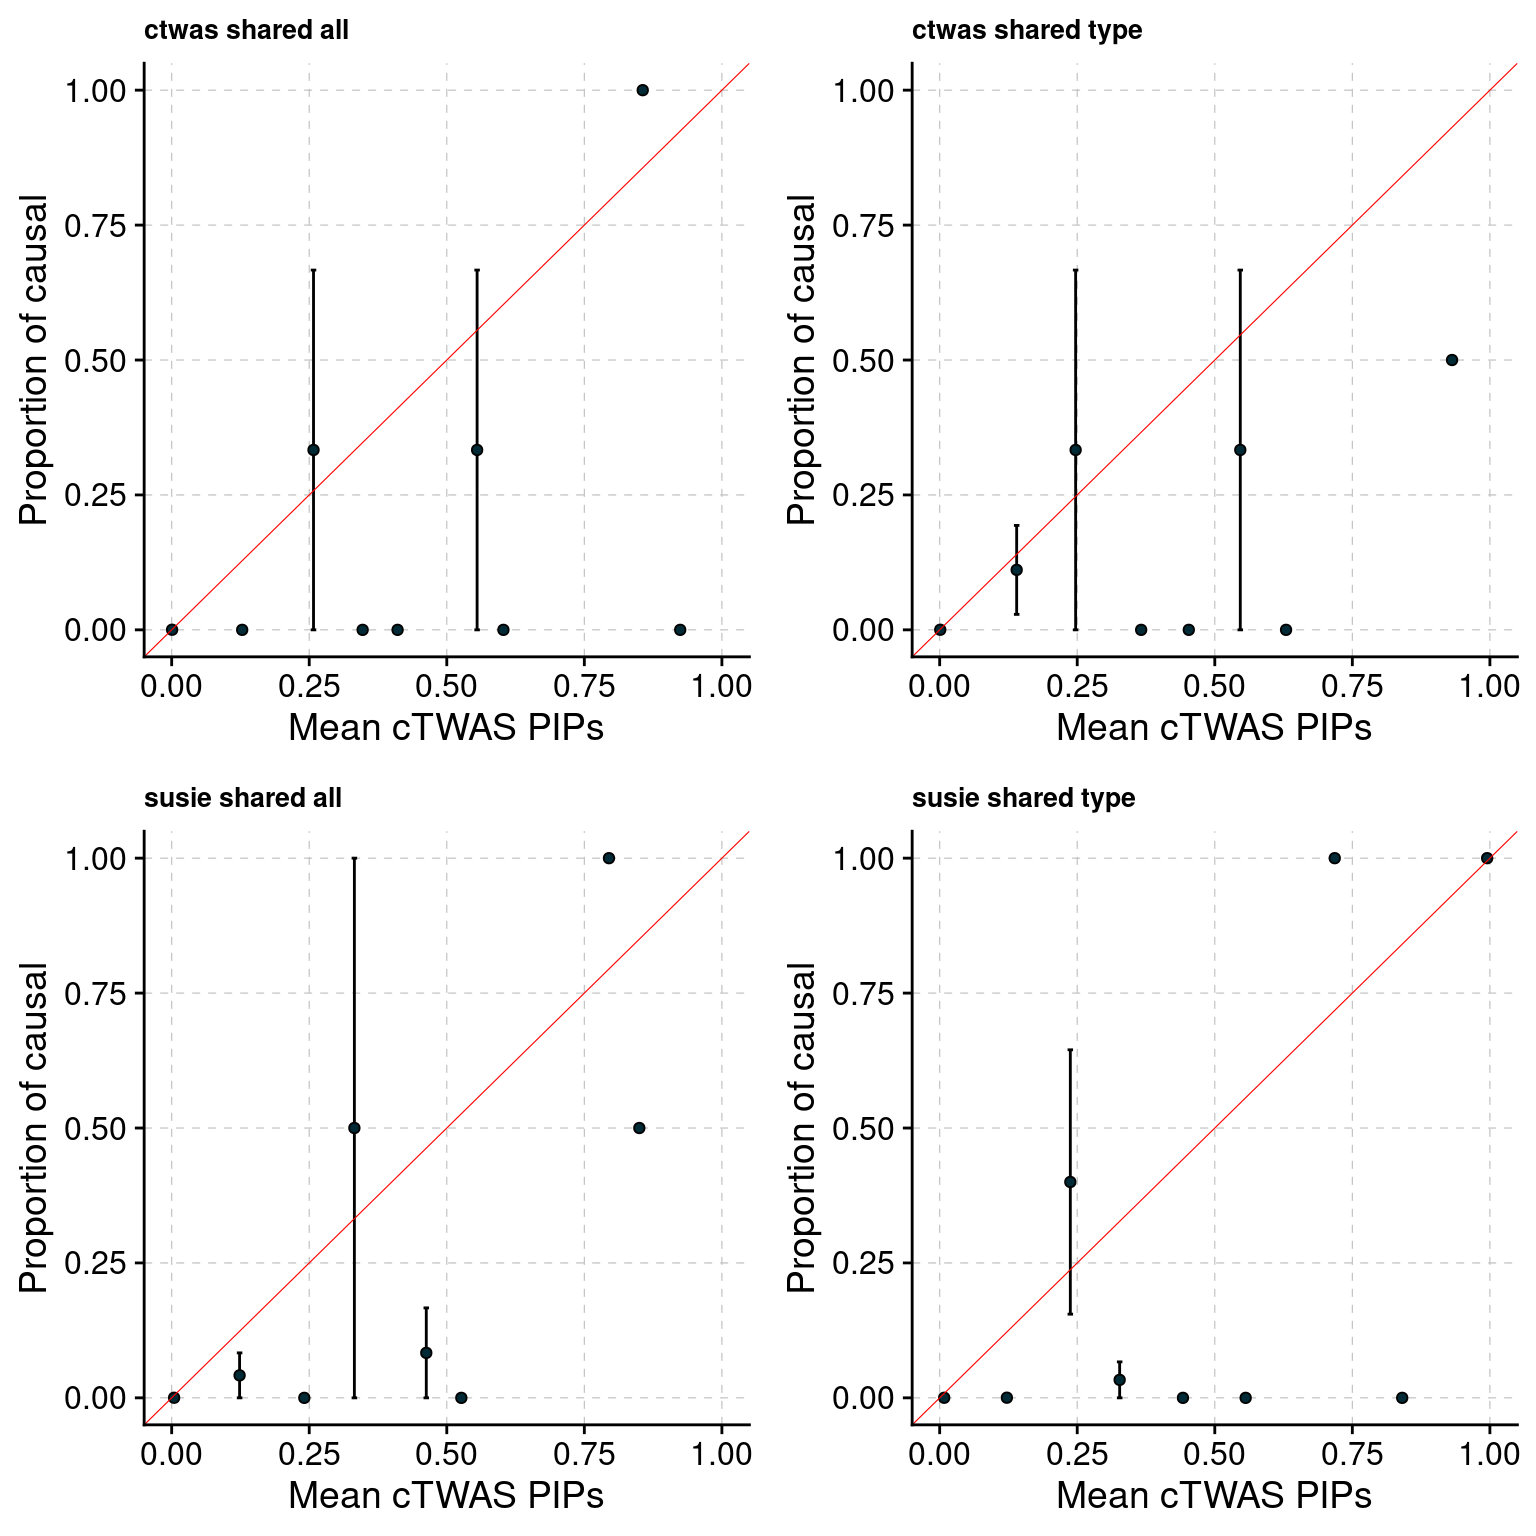 ctwas shared all
1.00
0.75
0.50
0.25
0.00
Proportion of causal
0.00 0.25 0.50 0.75 1.00
Mean cTWAS PIPs
ctwas shared type
1.00
0.75
0.50
0.25
0.00
Proportion of causal
0.00 0.25 0.50 0.75 1.00
Mean cTWAS PIPs
susie shared all
1.00
0.75
0.50
0.25
0.00
Proportion of causal
0.00 0.25 0.50 0.75 1.00
Mean cTWAS PIPs
susie shared type
1.00
0.75
0.50
0.25
0.00
Proportion of causal
0.00 0.25 0.50 0.75 1.00
Mean cTWAS PIPs